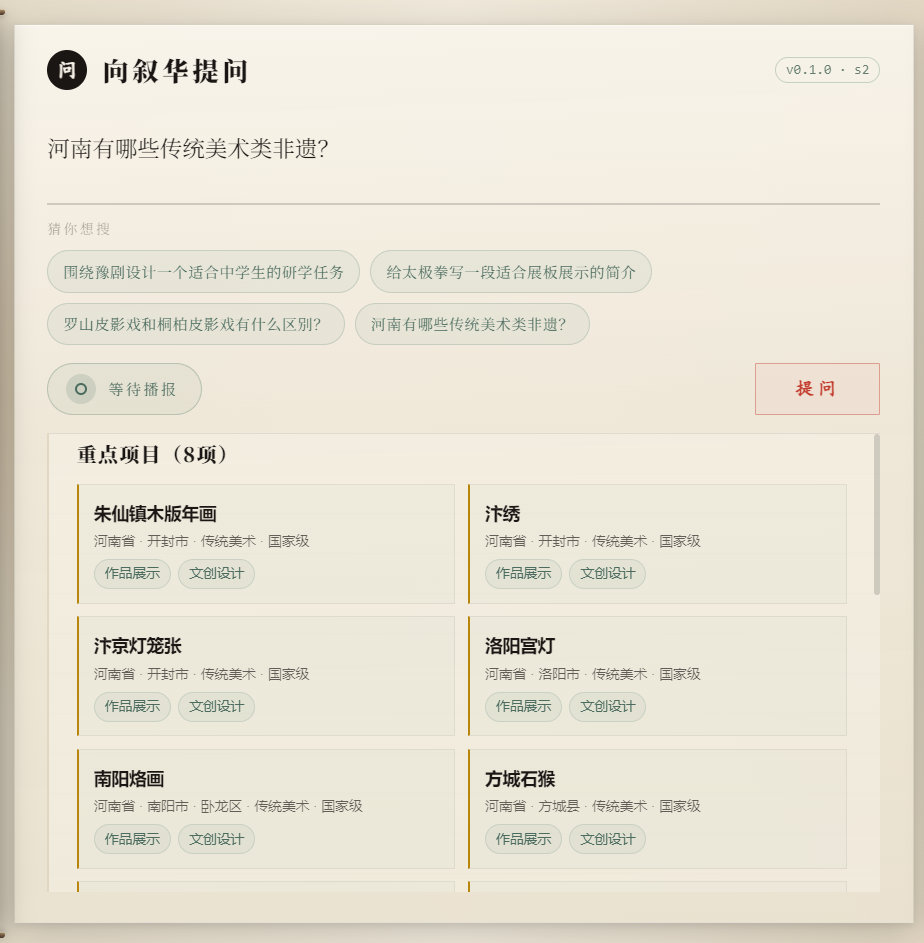 问 向叙华提问 v0.1.0 · s2
河南有哪些传统美术类非遗?
猜你想搜
围绕豫剧设计一个适合中学生的研学任务 给太极拳写一段适合展板展示的简介
罗山皮影戏和桐柏皮影戏有什么区别? 河南有哪些传统美术类非遗?
等待播报 提问
重点项目（8项）
朱仙镇木版年画
河南省 · 开封市 · 传统美术 · 国家级
作品展示 文创设计
汴绣
河南省 · 开封市 · 传统美术 · 国家级
作品展示 文创设计
汴京灯笼张
河南省 · 开封市 · 传统美术 · 国家级
作品展示 文创设计
洛阳宫灯
河南省 · 洛阳市 · 传统美术 · 国家级
作品展示 文创设计
南阳烙画
河南省 · 南阳市 · 卧龙区 · 传统美术 · 国家级
作品展示 文创设计
方城石猴
河南省 · 方城县 · 传统美术 · 国家级
作品展示 文创设计